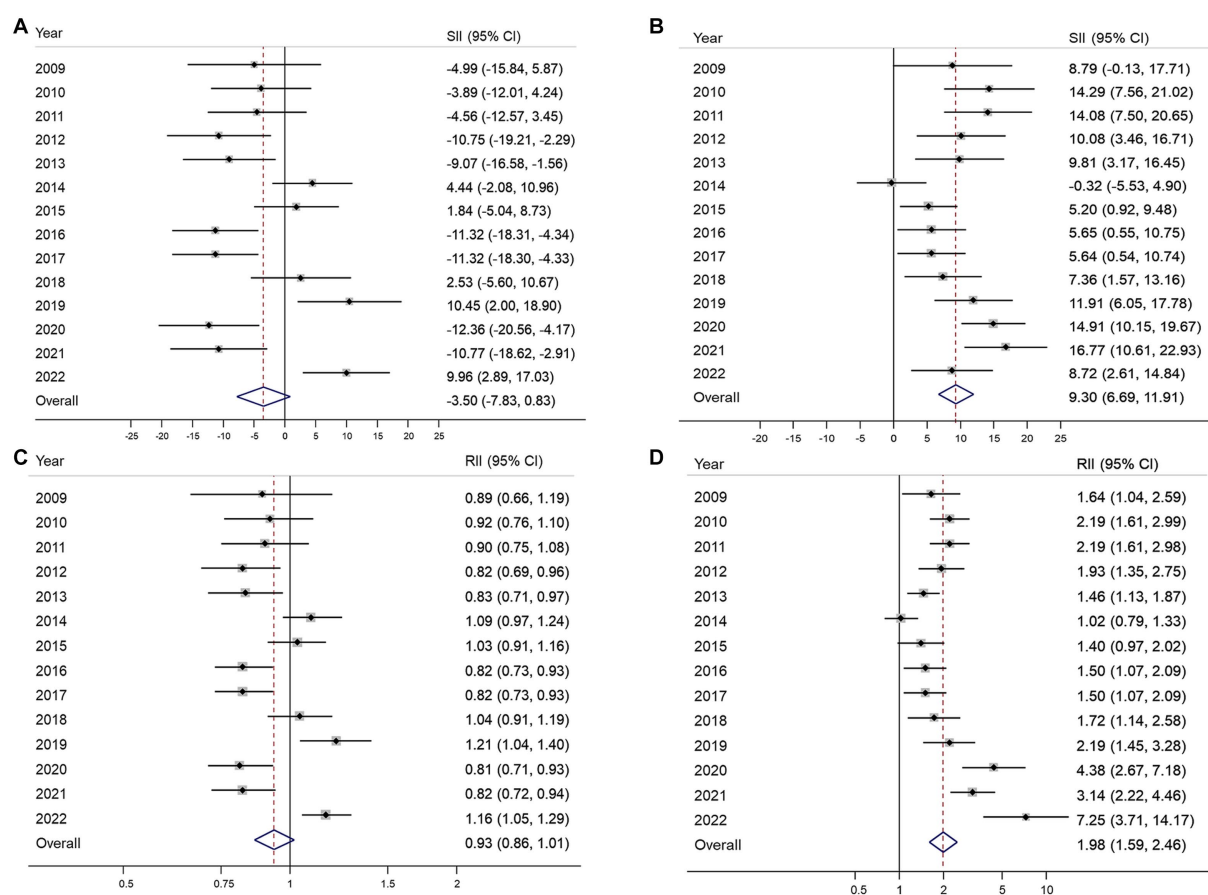 A
Year SII (95% CI)
2009 -4.99 (-15.84, 5.87)
2010 -3.89 (-12.01, 4.24)
2011 -4.56 (-12.57, 3.45)
2012 -10.75 (-19.21, -2.29)
2013 -9.07 (-16.58, -1.56)
2014 4.44 (-2.08, 10.96)
2015 1.84 (-5.04, 8.73)
2016 -11.32 (-18.31, -4.34)
2017 -11.32 (-18.30, -4.33)
2018 2.53 (-5.60, 10.67)
2019 10.45 (2.00, 18.90)
2020 -12.36 (-20.56, -4.17)
2021 -10.77 (-18.62, -2.91)
2022 9.96 (2.89, 17.03)
Overall -3.50 (-7.83, 0.83)
-25 -20 -15 -10 -5 0 5 10 15 20 25
B
Year SII (95% CI)
2009 8.79 (-0.13, 17.71)
2010 14.29 (7.56, 21.02)
2011 14.08 (7.50, 20.65)
2012 10.08 (3.46, 16.71)
2013 9.81 (3.17, 16.45)
2014 -0.32 (-5.53, 4.90)
2015 5.20 (0.92, 9.48)
2016 5.65 (0.55, 10.75)
2017 5.64 (0.54, 10.74)
2018 7.36 (1.57, 13.16)
2019 11.91 (6.05, 17.78)
2020 14.91 (10.15, 19.67)
2021 16.77 (10.61, 22.93)
2022 8.72 (2.61, 14.84)
Overall 9.30 (6.69, 11.91)
-20 -15 -10 -5 0 5 10 15 20 25
C
Year RII (95% CI)
2009 0.89 (0.66, 1.19)
2010 0.92 (0.76, 1.10)
2011 0.90 (0.75, 1.08)
2012 0.82 (0.69, 0.96)
2013 0.83 (0.71, 0.97)
2014 1.09 (0.97, 1.24)
2015 1.03 (0.91, 1.16)
2016 0.82 (0.73, 0.93)
2017 0.82 (0.73, 0.93)
2018 1.04 (0.91, 1.19)
2019 1.21 (1.04, 1.40)
2020 0.81 (0.71, 0.93)
2021 0.82 (0.72, 0.94)
2022 1.16 (1.05, 1.29)
Overall 0.93 (0.86, 1.01)
0.5 0.75 1 1.5 2
D
Year RII (95% CI)
2009 1.64 (1.04, 2.59)
2010 2.19 (1.61, 2.99)
2011 2.19 (1.61, 2.98)
2012 1.93 (1.35, 2.75)
2013 1.46 (1.13, 1.87)
2014 1.02 (0.79, 1.33)
2015 1.40 (0.97, 2.02)
2016 1.50 (1.07, 2.09)
2017 1.50 (1.07, 2.09)
2018 1.72 (1.14, 2.58)
2019 2.19 (1.45, 3.28)
2020 4.38 (2.67, 7.18)
2021 3.14 (2.22, 4.46)
2022 7.25 (3.71, 14.17)
Overall 1.98 (1.59, 2.46)
0.5 1 2 5 10